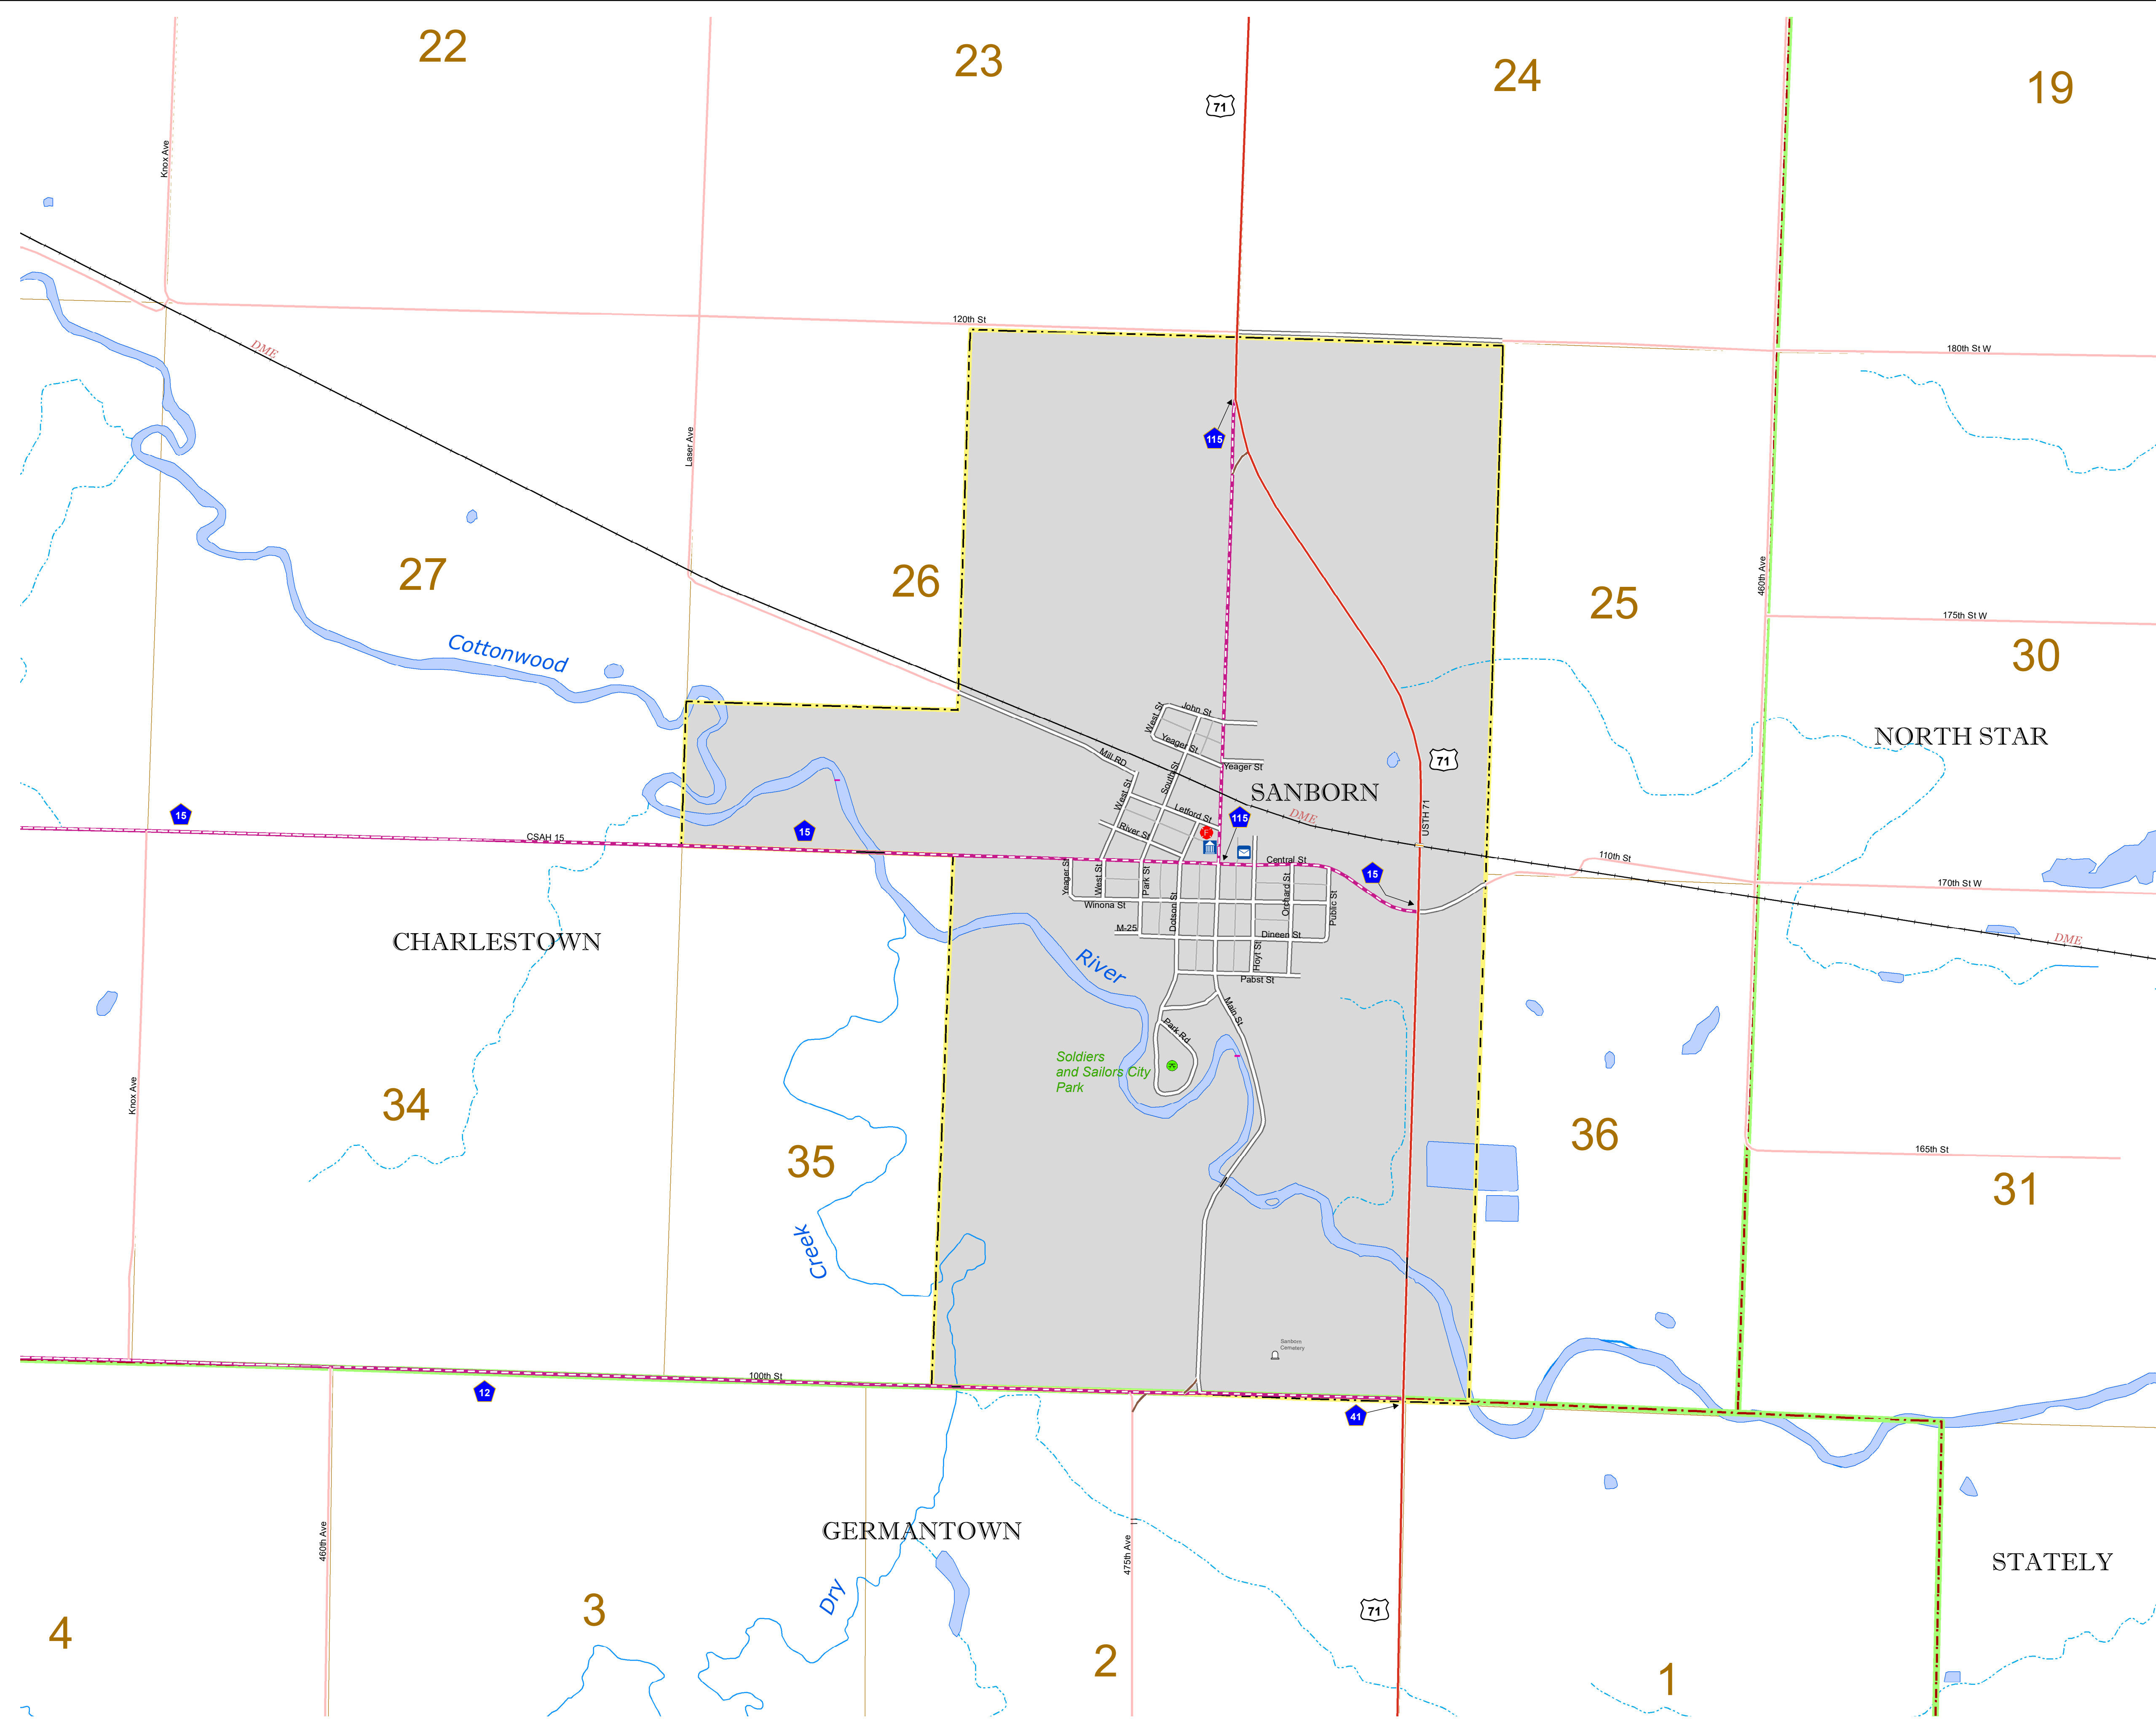 22
23
24
19
71
Knox Ave
120th St
DME
180th St W
Laser Ave
115
27
26
25
460th Ave
175th St W
30
Cottonwood
NORTH STAR
West St
John St
Yeager St
Yeager St
Mill RD
South St
71
SANBORN
West St
Letford St
115
DME
USTH 71
15
CSAH 15
15
River St
F
Central St
15
110th St
170th St W
Yeager St
West St
Park St
Winona St
Dotson St
Orchard St
Public St
M-25
Dineen St
Hoyt St
Pabst St
CHARLESTOWN
River
DME
Main St
Park Rd
Soldiers
and Sailors City
Park
Knox Ave
34
35
36
165th St
31
Creek
Sanborn
Cemetery
100th St
12
41
GERMANTOWN
460th Ave
475th Ave
STATELY
Dry
71
4
3
2
1